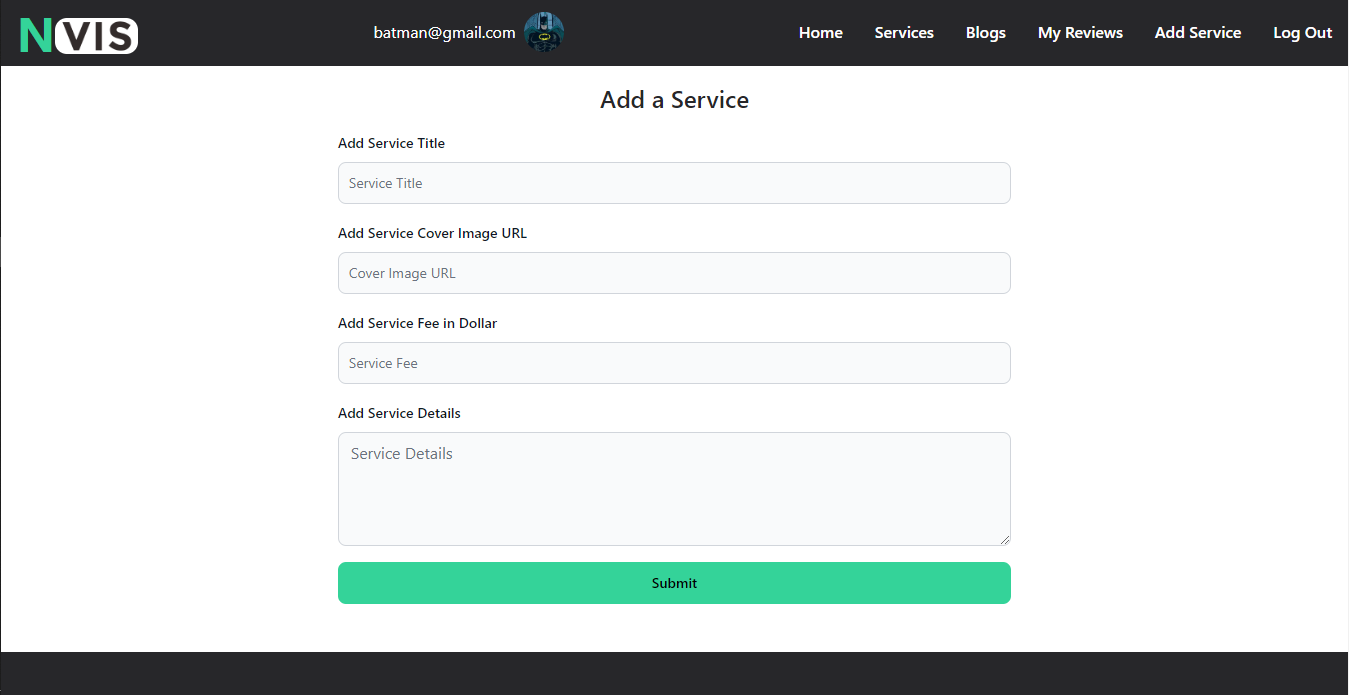 NVIS
batman@gmail.com
Home Services Blogs My Reviews Add Service Log Out
Add a Service
Add Service Title
Service Title
Add Service Cover Image URL
Cover Image URL
Add Service Fee in Dollar
Service Fee
Add Service Details
Service Details
Submit